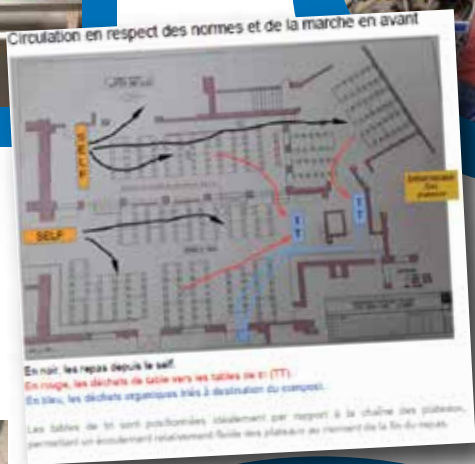 Circulation en respect des normes et de la marche en avant
SELF
SELF
TT
TT
plateaux
En noir, les repas depuis le self.
En rouge, les déchets de table vers les tables de tri (TT).
En bleu, les déchets organiques triés à destination du compost.
Les tables de tri sont positionnées idéalement par rapport à la chaîne des plateaux,
permettant un écoulement relativement fluide des plateaux au moment de la fin du repas.